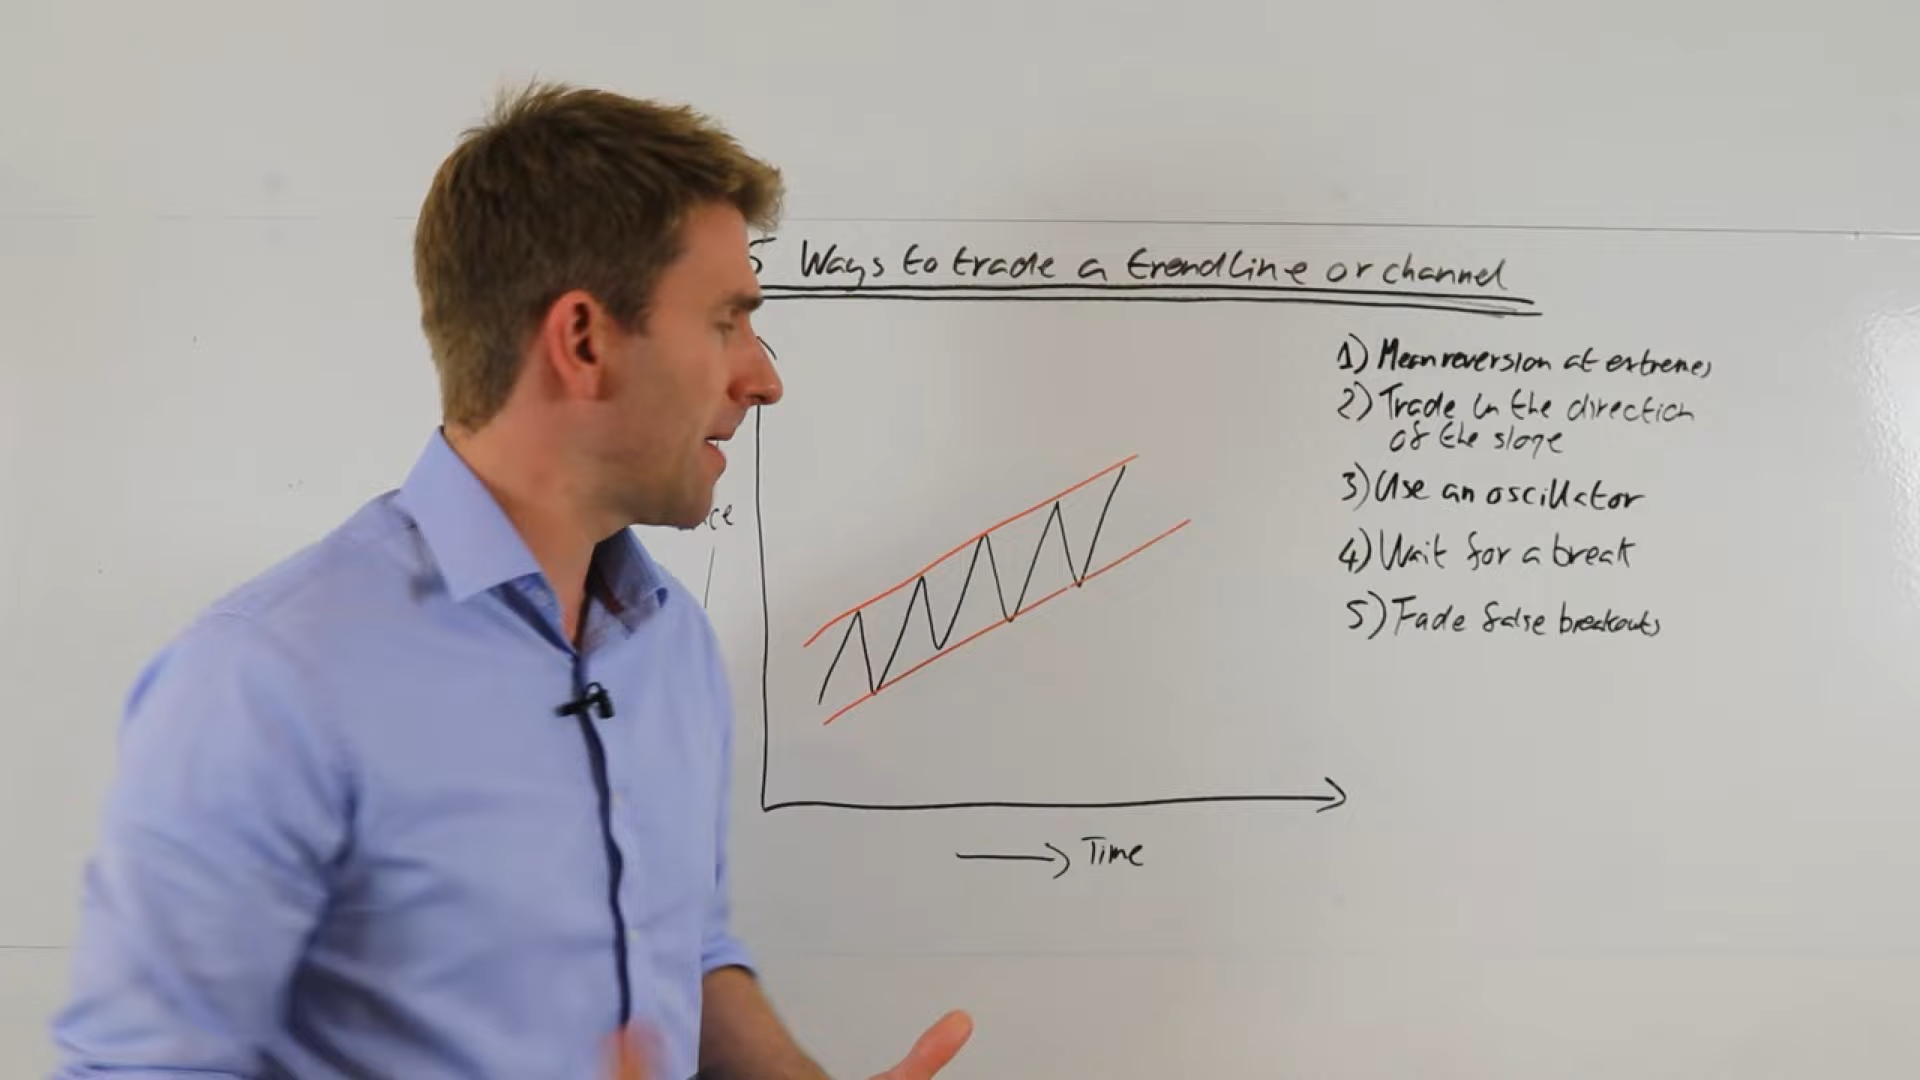 5 Ways to trade a trendline or channel
1) Mean reversion at extremes
2) Trade in the direction
of the slope
3) Use an oscillator
4) Wait for a break
5) Fade false breakouts
Time